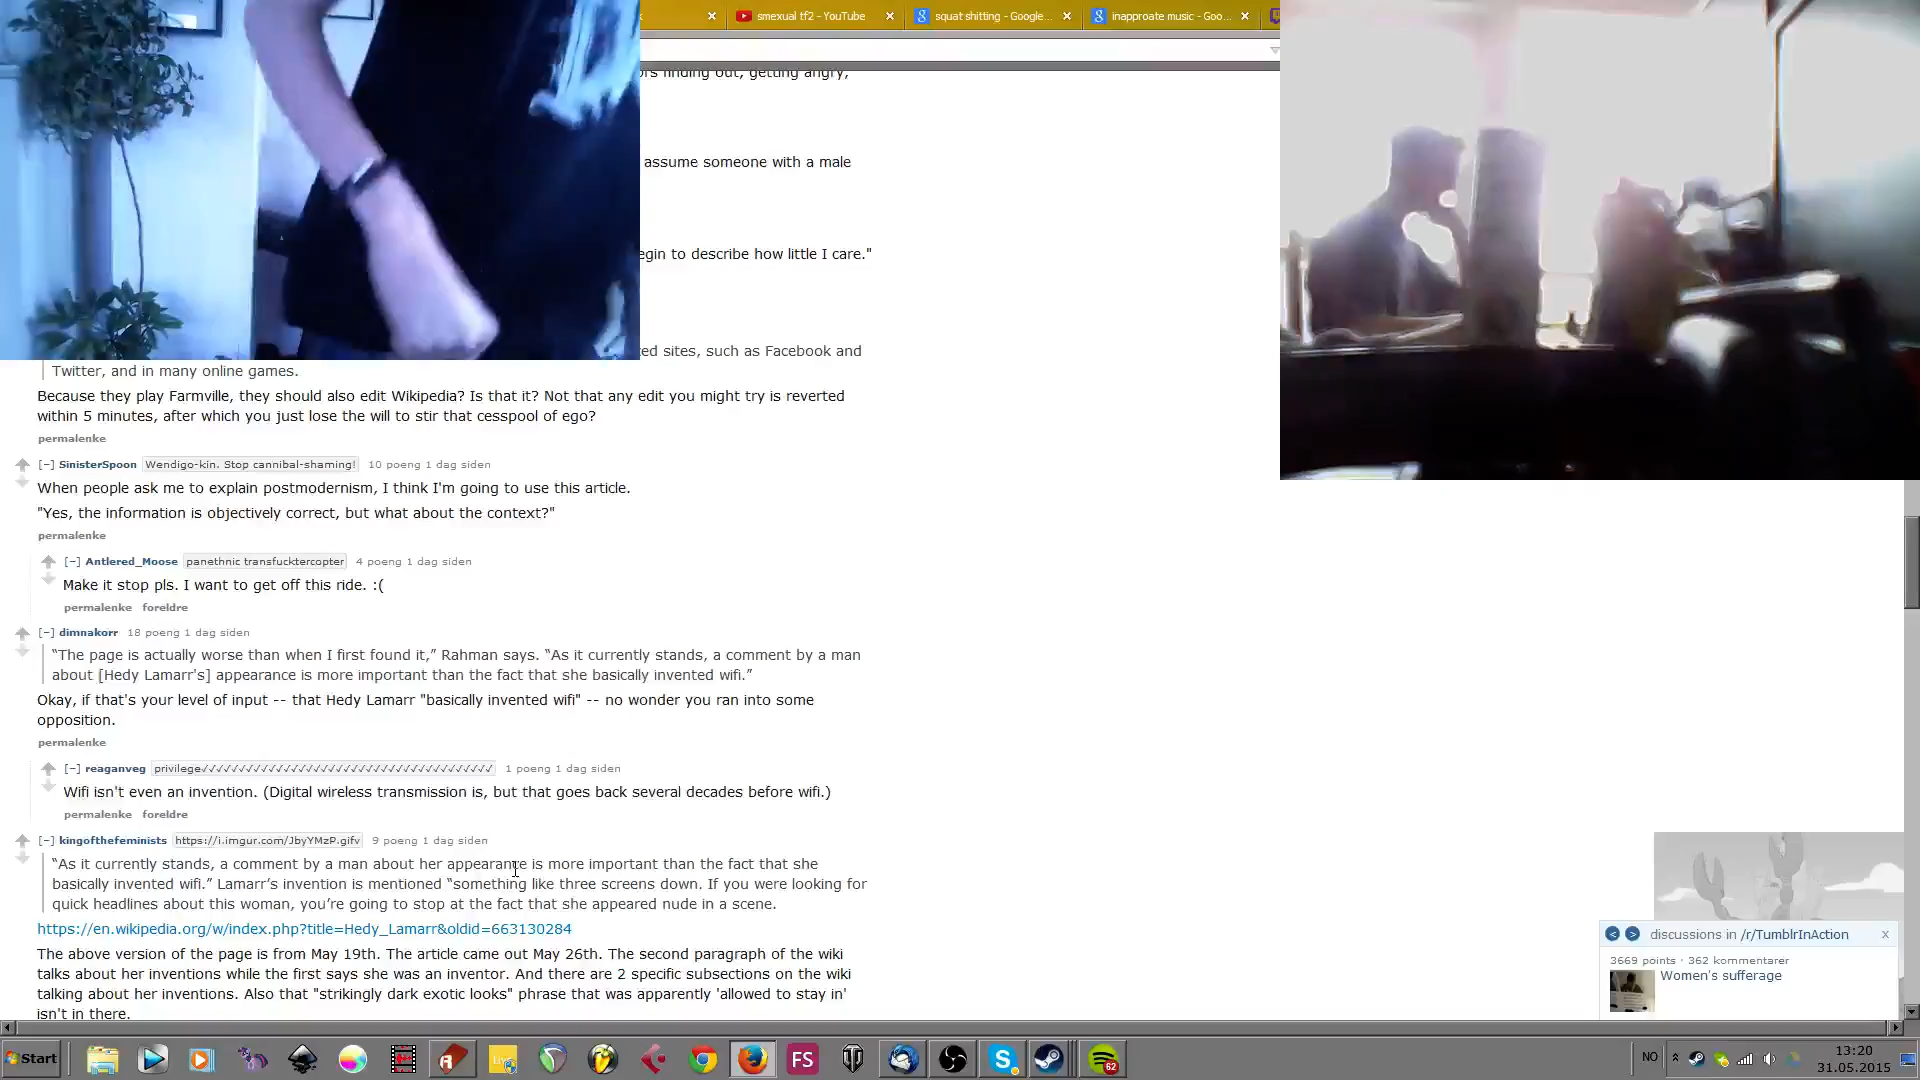 smexual tf2 - YouTube
squat shitting - Google...
inapproate music - Goo...
ors finding out, getting angry,
assume someone with a male
egin to describe how little I care."
ted sites, such as Facebook and
Twitter, and in many online games.
Because they play Farmville, they should also edit Wikipedia? Is that it? Not that any edit you might try is reverted
within 5 minutes, after which you just lose the will to stir that cesspool of ego?
permalenke
[–] SinisterSpoon Wendigo-kin. Stop cannibal-shaming! 10 poeng 1 dag siden
When people ask me to explain postmodernism, I think I'm going to use this article.
"Yes, the information is objectively correct, but what about the context?"
permalenke
[–] Antlered_Moose panethnic transfucktercopter 4 poeng 1 dag siden
Make it stop pls. I want to get off this ride. :(
permalenke foreldre
[–] dimnakorr 18 poeng 1 dag siden
“The page is actually worse than when I first found it,” Rahman says. “As it currently stands, a comment by a man
about [Hedy Lamarr's] appearance is more important than the fact that she basically invented wifi.”
Okay, if that's your level of input -- that Hedy Lamarr "basically invented wifi" -- no wonder you ran into some
opposition.
permalenke
[–] reaganveg privilege✓✓✓✓✓✓✓✓✓✓✓✓✓✓✓✓✓✓✓✓✓✓✓✓✓✓✓✓✓✓✓✓✓✓✓ 1 poeng 1 dag siden
Wifi isn't even an invention. (Digital wireless transmission is, but that goes back several decades before wifi.)
permalenke foreldre
[–] kingofthefeminists https://i.imgur.com/JbyYMzP.gifv 9 poeng 1 dag siden
“As it currently stands, a comment by a man about her appearance is more important than the fact that she
basically invented wifi.” Lamarr’s invention is mentioned “something like three screens down. If you were looking for
quick headlines about this woman, you’re going to stop at the fact that she appeared nude in a scene.
https://en.wikipedia.org/w/index.php?title=Hedy_Lamarr&oldid=663130284
The above version of the page is from May 19th. The article came out May 26th. The second paragraph of the wiki
talks about her inventions while the first says she was an inventor. And there are 2 specific subsections on the wiki
talking about her inventions. Also that "strikingly dark exotic looks" phrase that was apparently 'allowed to stay in'
isn't in there.
discussions in /r/TumblrInAction x
3669 points · 362 kommentarer
Women's sufferage
Start
FS
62
NO
13:20
31.05.2015